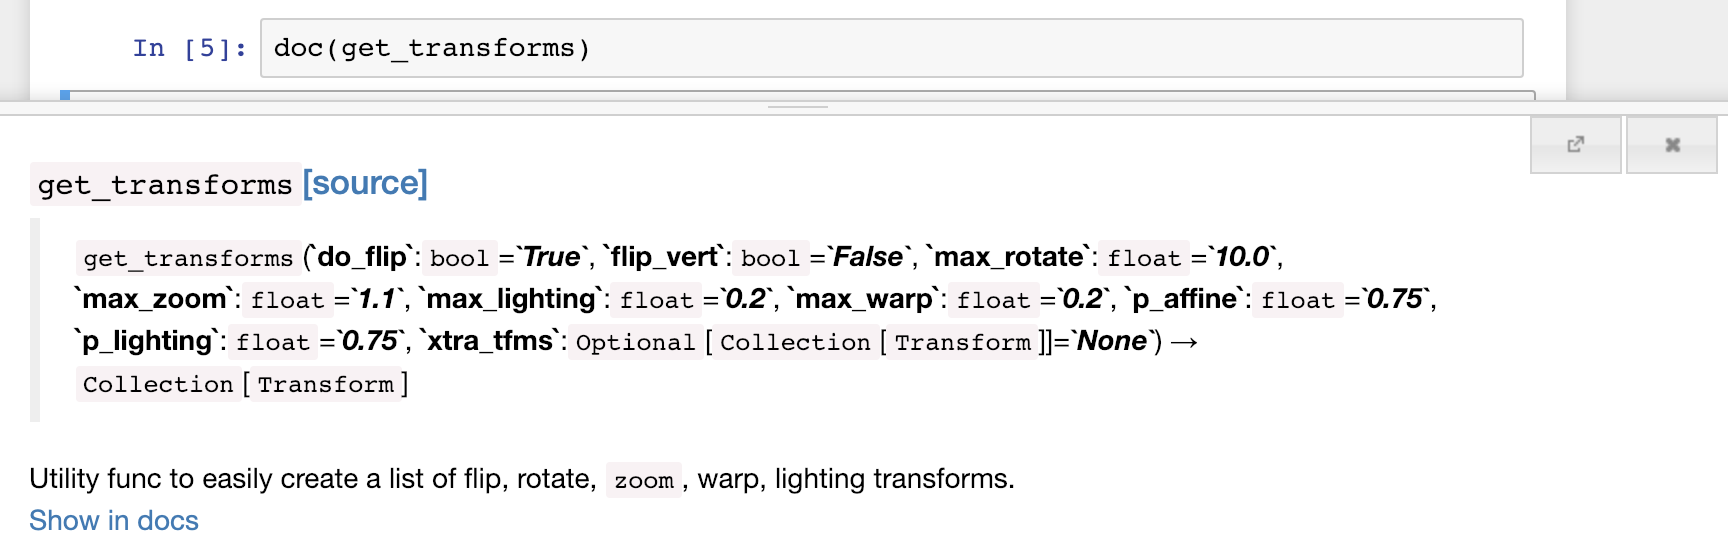 In [5]: doc(get_transforms)
get_transforms[source]
get_transforms(`do_flip`:bool=`True`, `flip_vert`:bool=`False`, `max_rotate`:float=`10.0`,
`max_zoom`:float=`1.1`, `max_lighting`:float=`0.2`, `max_warp`:float=`0.2`, `p_affine`:float=`0.75`,
`p_lighting`:float=`0.75`, `xtra_tfms`:Optional[Collection[Transform]]=`None`) →
Collection[Transform]
Utility func to easily create a list of flip, rotate, zoom, warp, lighting transforms.
Show in docs